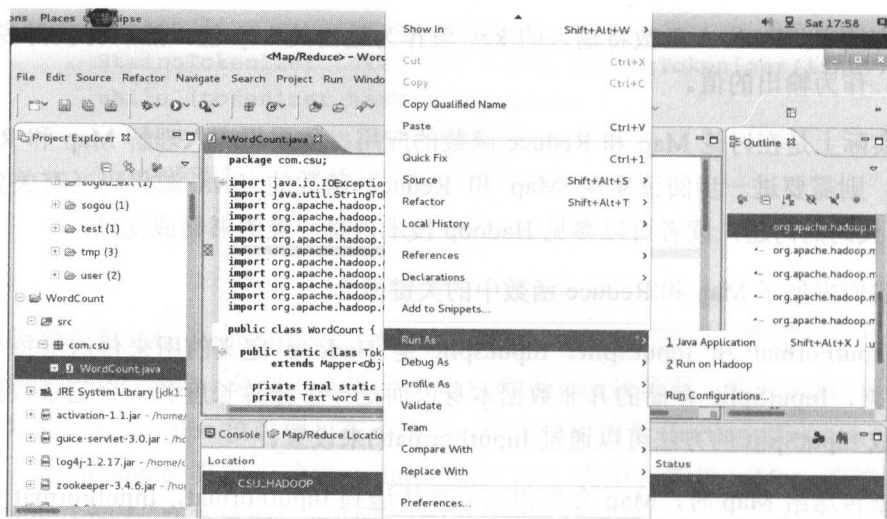 ons Places
ipse
Sat 17:58
<Map/Reduce> - Wor
File Edit Source Refactor Navigate Search Project Run Windo
Project Explorer
sogou_ext (1)
sogou (1)
test (1)
tmp (3)
user (2)
WordCount
src
com.csu
WordCount.java
JRE System Library [jdk1.
activation-1.1.jar - /home/
guice-servlet-3.0.jar - /ho
log4j-1.2.17.jar - /home/c
zookeeper-3.4.6.jar - /hor
*WordCount.java
package com.csu;
import java.io.IOException
import java.util.StringTok
import org.apache.hadoop.
import org.apache.hadoop.
import org.apache.hadoop.
import org.apache.hadoop.
import org.apache.hadoop.
import org.apache.hadoop.
import org.apache.hadoop.
import org.apache.hadoop.
public class WordCount {
public static class Tok
extends Mapper<Obj
private final static
private Text word = n
Console Map/Reduce Locatio
Location
CSU_HADOOP
Show In Shift+Alt+W
Cut Ctrl+X
Copy Ctrl+C
Copy Qualified Name
Paste Ctrl+V
Quick Fix Ctrl+1
Source Shift+Alt+S
Refactor Shift+Alt+T
Local History
References
Declarations
Add to Snippets...
Run As
Debug As
Profile As
Validate
Team
Compare With
Replace With
Preferences...
1 Java Application Shift+Alt+X J
2 Run on Hadoop
Run Configurations...
Outline
org.apache.hadoop.m
org.apache.hadoop.m
org.apache.hadoop.m
org.apache.hadoop.m
org.apache.hadoop.m
Status